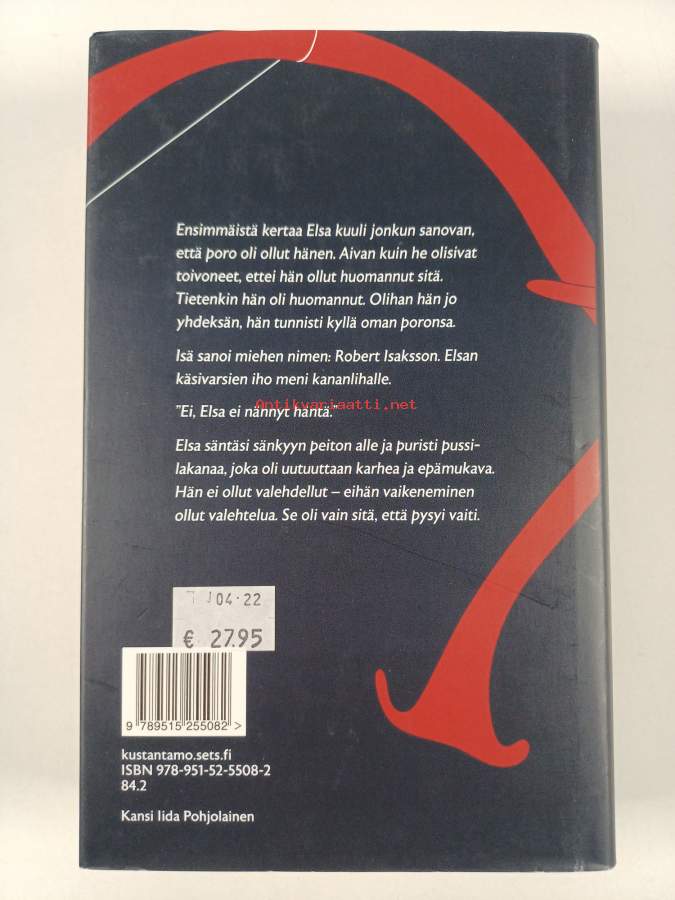 Ensimmäistä kertaa Elsa kuuli jonkun sanovan,
että poro oli ollut hänen. Aivan kuin he olisivat
toivoneet, ettei hän ollut huomannut sitä.
Tietenkin hän oli huomannut. Olihan hän jo
yhdeksän, hän tunnisti kyllä oman poronsa.
Isä sanoi miehen nimen: Robert Isaksson. Elsan
käsivarsien iho meni kananlihalle.
Antikvariaatti.net
"Ei, Elsa ei nännyt häntä."
Elsa säntäsi sänkyyn peiton alle ja puristi pussi-
lakanaa, joka oli uutuuttaan karhea ja epämukava.
Hän ei ollut valehdellut – eihän vaikeneminen
ollut valehtelua. Se oli vain sitä, että pysyi vaiti.
04·22
€ 27.95
9 789515 255082 >
kustantamo.sets.fi
ISBN 978-951-52-5508-2
84.2
Kansi Iida Pohjolainen